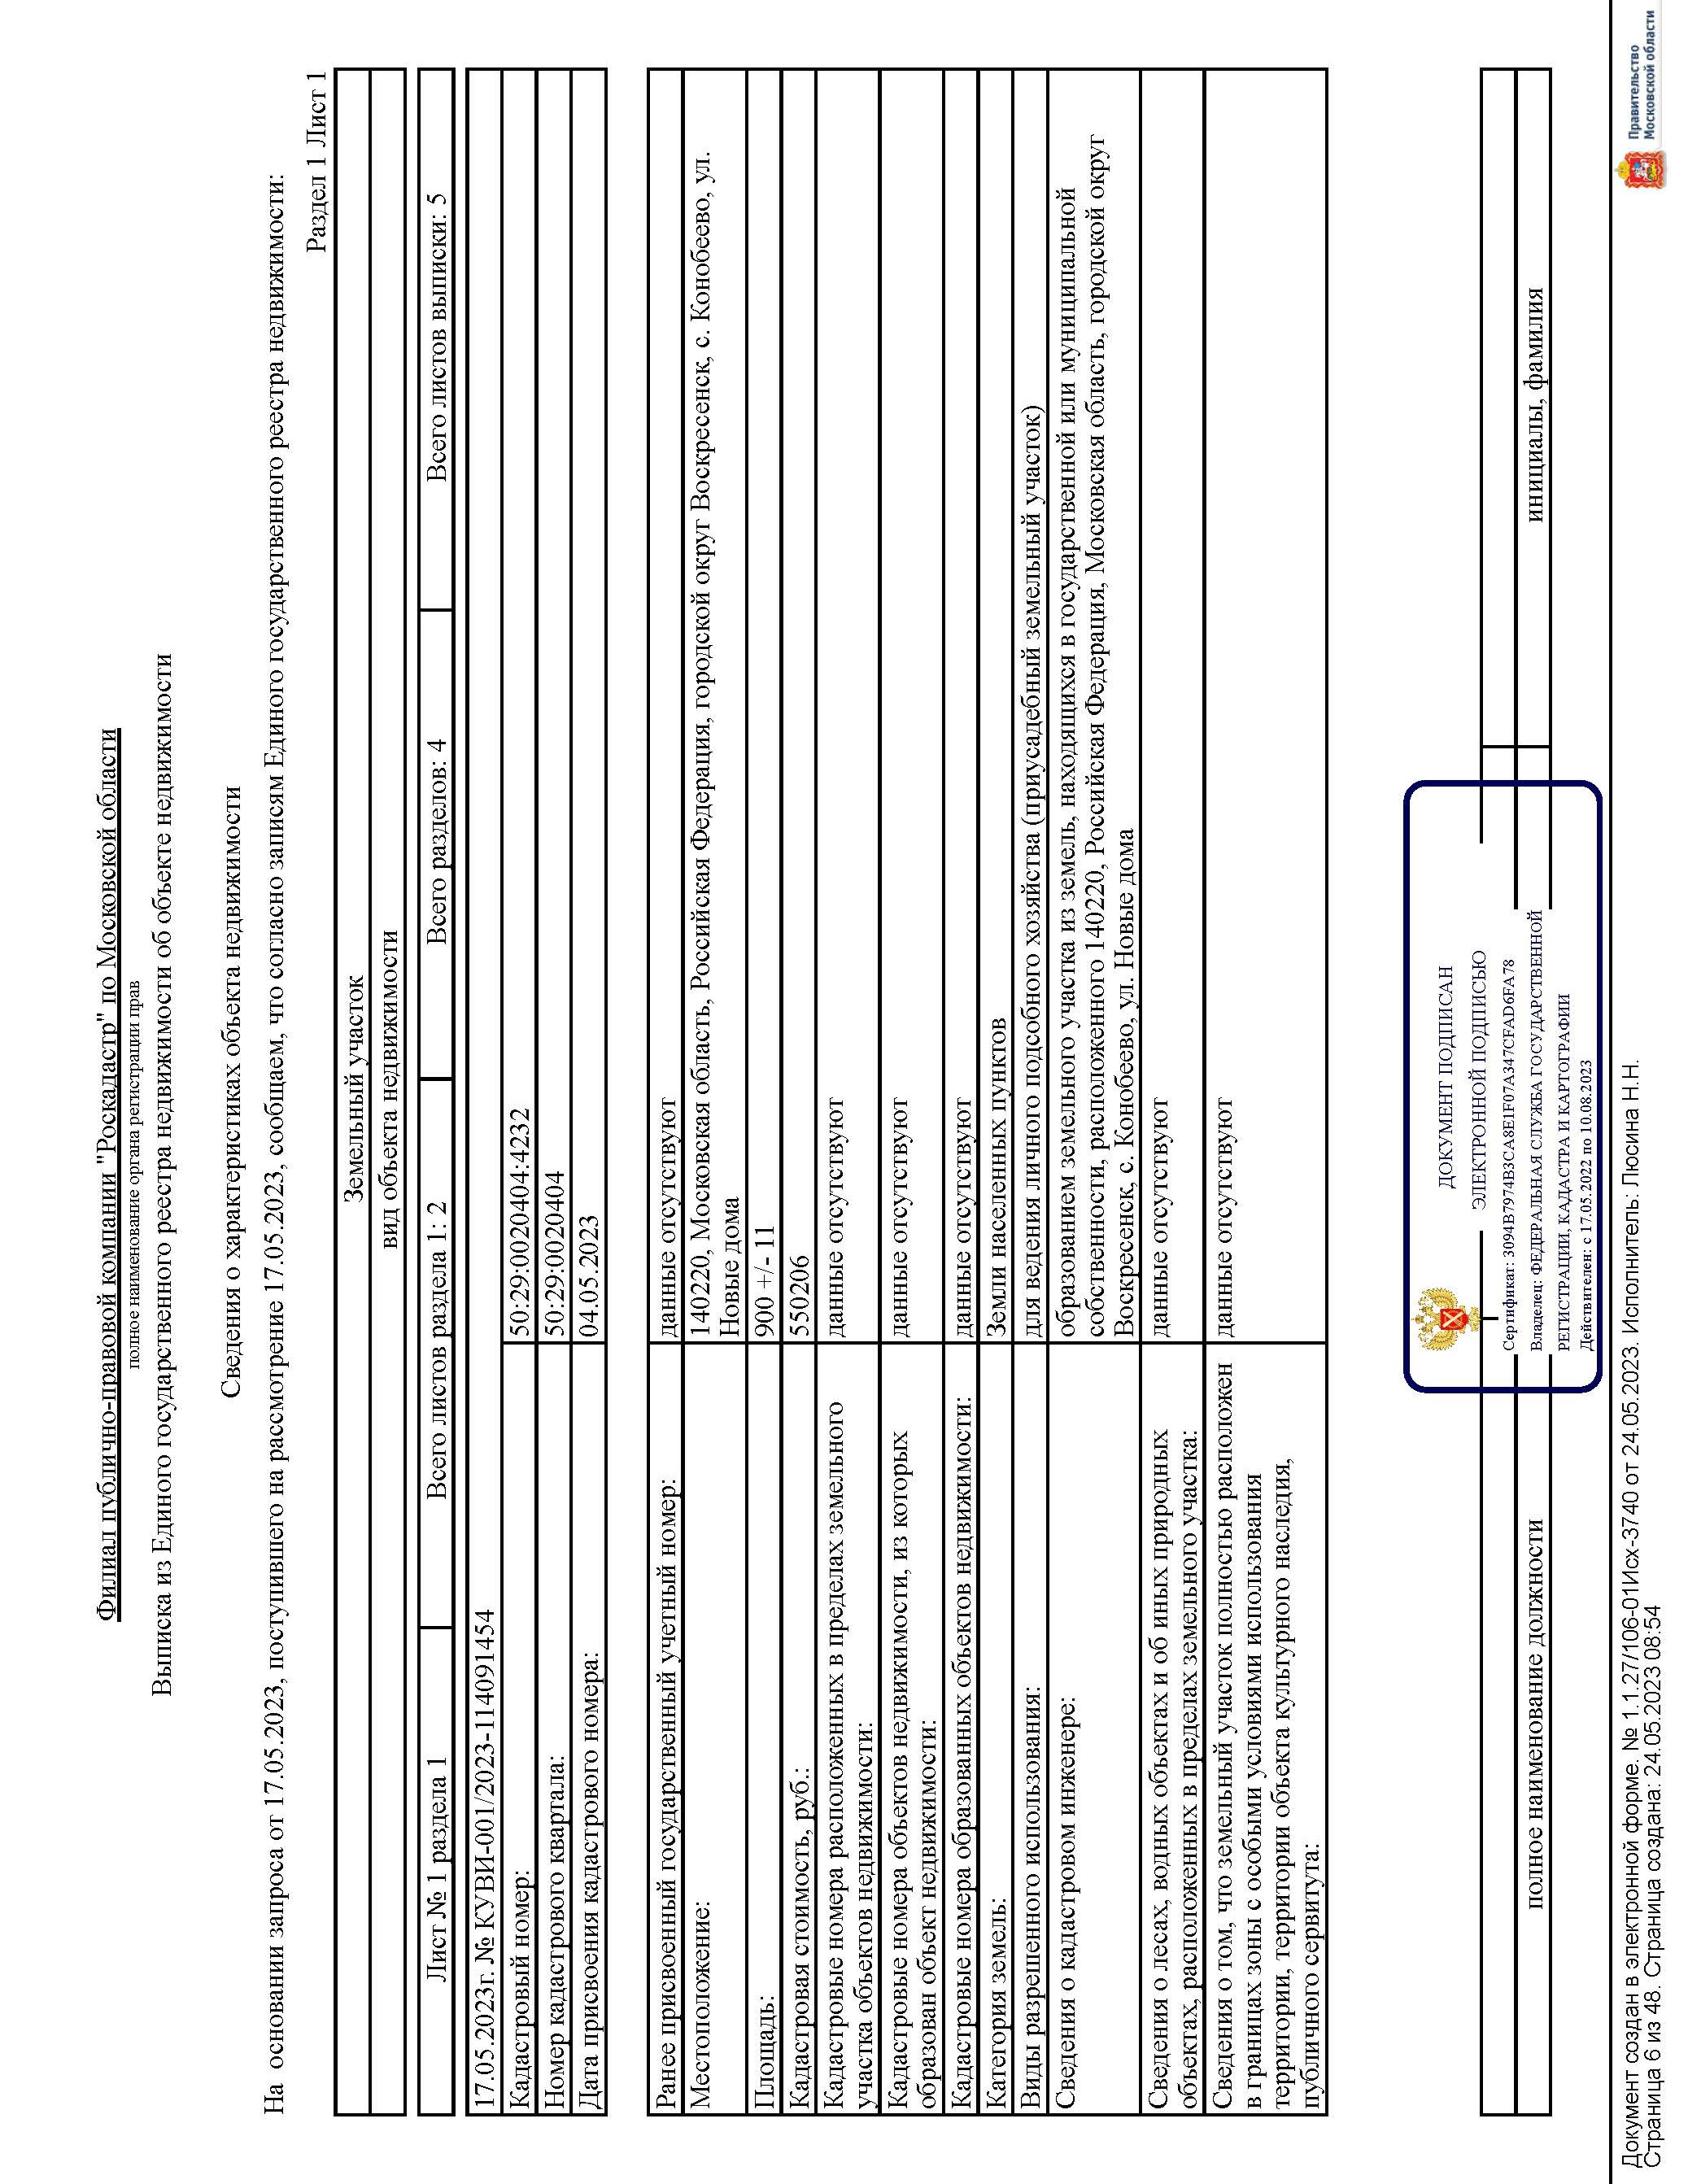 Филиал публично-правовой компании "Роскадастр" по Московской области
полное наименование органа регистрации прав
Выписка из Единого государственного реестра недвижимости об объекте недвижимости
Сведения о характеристиках объекта недвижимости
На основании запроса от 17.05.2023, поступившего на рассмотрение 17.05.2023, сообщаем, что согласно записям Единого государственного реестра недвижимости:
Раздел 1 Лист 1
Земельный участок
вид объекта недвижимости
Лист № 1 раздела 1 Всего листов раздела 1: 2 Всего разделов: 4 Всего листов выписки: 5
17.05.2023г. № КУВИ-001/2023-114091454
Кадастровый номер: 50:29:0020404:4232
Номер кадастрового квартала: 50:29:0020404
Дата присвоения кадастрового номера: 04.05.2023
Ранее присвоенный государственный учетный номер: данные отсутствуют
Местоположение: 140220, Московская область, Российская Федерация, городской округ Воскресенск, с. Конобеево, ул.
Новые дома
Площадь: 900 +/- 11
Кадастровая стоимость, руб.: 550206
Кадастровые номера расположенных в пределах земельного данные отсутствуют
участка объектов недвижимости:
Кадастровые номера объектов недвижимости, из которых данные отсутствуют
образован объект недвижимости:
Кадастровые номера образованных объектов недвижимости: данные отсутствуют
Категория земель: Земли населенных пунктов
Виды разрешенного использования: для ведения личного подсобного хозяйства (приусадебный земельный участок)
Сведения о кадастровом инженере: образованием земельного участка из земель, находящихся в государственной или муниципальной
собственности, расположенного 140220, Российская Федерация, Московская область, городской округ
Воскресенск, с. Конобеево, ул. Новые дома
Сведения о лесах, водных объектах и об иных природных данные отсутствуют
объектах, расположенных в пределах земельного участка:
Сведения о том, что земельный участок полностью расположен данные отсутствуют
в границах зоны с особыми условиями использования
территории, территории объекта культурного наследия,
публичного сервитута:
ДОКУМЕНТ ПОДПИСАН
ЭЛЕКТРОННОЙ ПОДПИСЬЮ
Сертификат: 3094B7974B3CA8E1F07A347CFAD6FA78
Владелец: ФЕДЕРАЛЬНАЯ СЛУЖБА ГОСУДАРСТВЕННОЙ
РЕГИСТРАЦИИ, КАДАСТРА И КАРТОГРАФИИ
Действителен: с 17.05.2022 по 10.08.2023
полное наименование должности инициалы, фамилия
Документ создан в электронной форме. № 1.1.27/106-01Исх-3740 от 24.05.2023. Исполнитель: Люсина Н.Н.
Страница 6 из 48. Страница создана: 24.05.2023 08:54
Правительство
Московской области